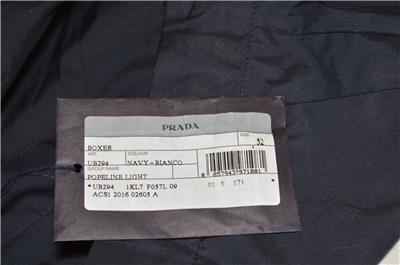 PRADA
BOXER
SIZE 52
ART. COLOUR
UB294 NAVY+BIANCO
GROUP NAME
POPELINE LIGHT
*UB294 1KL7 F057L 09 01 S 171
ACS1 2016 02605 A